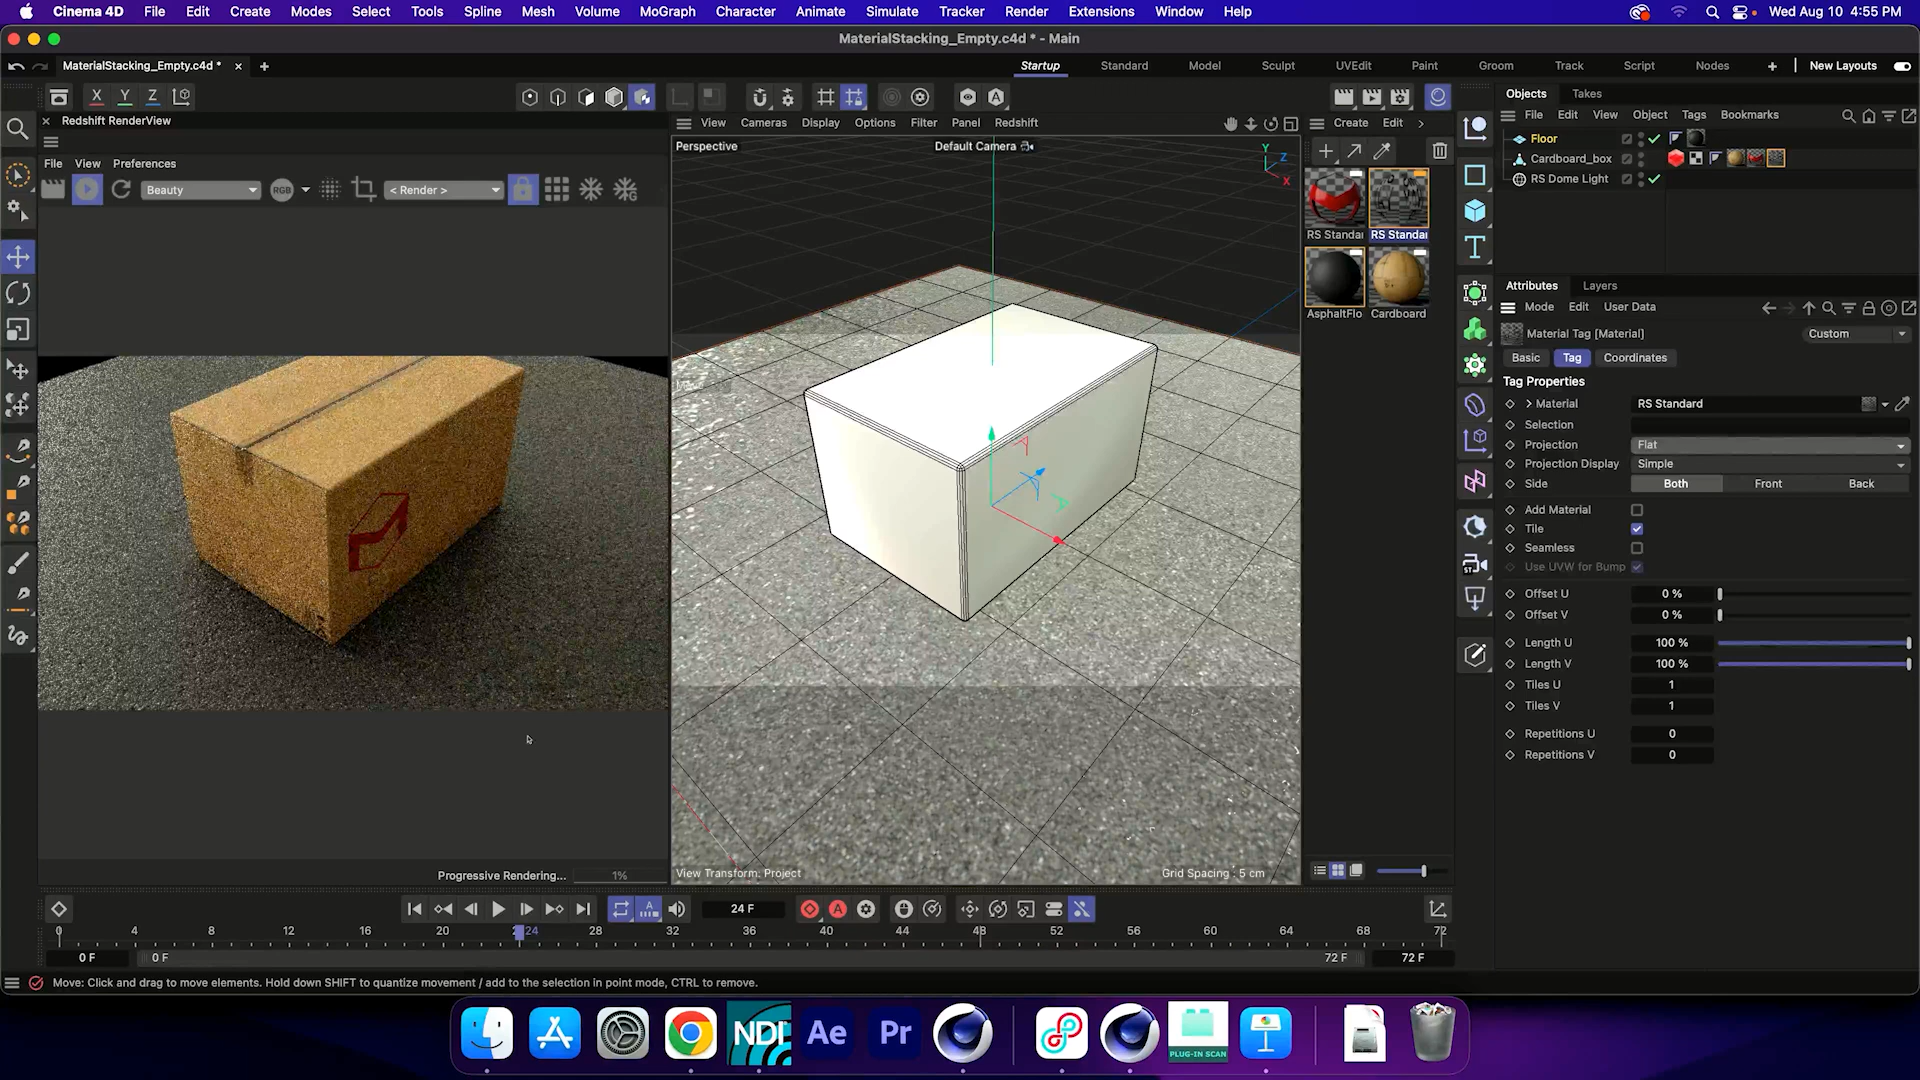 Cinema 4D File Edit Create Modes Select Tools Spline Mesh Volume MoGraph Character Animate Simulate Tracker Render Extensions Window Help Wed Aug 10 4:55 PM
MaterialStacking_Empty.c4d * - Main
MaterialStacking_Empty.c4d * Startup Standard Model Sculpt UVEdit Paint Groom Track Script Nodes New Layouts
X Y Z
Objects Takes
File Edit View Object Tags Bookmarks
Floor
Cardboard_box
RS Dome Light
Redshift RenderView
File View Preferences
Beauty RGB < Render >
Progressive Rendering... 1%
View Cameras Display Options Filter Panel Redshift
Perspective Default Camera
Y
Z
X
View Transform: Project Grid Spacing : 5 cm
Create Edit
RS Standar RS Standar
AsphaltFlo Cardboard
Attributes Layers
Mode Edit User Data
Material Tag [Material] Custom
Basic Tag Coordinates
Tag Properties
Material RS Standard
Selection
Projection Flat
Projection Display Simple
Side Both Front Back
Add Material
Tile
Seamless
Use UVW for Bump
Offset U 0 %
Offset V 0 %
Length U 100 %
Length V 100 %
Tiles U 1
Tiles V 1
Repetitions U 0
Repetitions V 0
24 F
0 4 8 12 16 20 24 28 32 36 40 44 48 52 56 60 64 68 72
0 F 0 F 72 F 72 F
Move: Click and drag to move elements. Hold down SHIFT to quantize movement / add to the selection in point mode, CTRL to remove.
NDI Ae Pr PLUG-IN SCAN